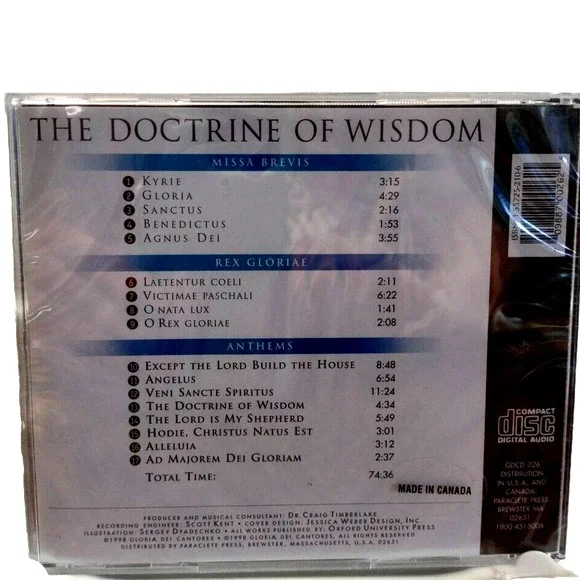 THE DOCTRINE OF WISDOM
MISSA BREVIS
1 KYRIE 3:15
2 GLORIA 4:29
3 SANCTUS 2:16
4 BENEDICTUS 1:53
5 AGNUS DEI 3:55
REX GLORIAE
6 LAETENTUR COELI 2:11
7 VICTIMAE PASCHALI 6:22
8 O NATA LUX 1:41
9 O REX GLORIAE 2:08
ANTHEMS
10 EXCEPT THE LORD BUILD THE HOUSE 8:48
11 ANGELUS 6:54
12 VENI SANCTE SPIRITUS 11:24
13 THE DOCTRINE OF WISDOM 4:34
14 THE LORD IS MY SHEPHERD 5:49
15 HODIE, CHRISTUS NATUS EST 3:01
16 ALLELUIA 3:12
17 AD MAJOREM DEI GLORIAM 2:37
TOTAL TIME: 74:36
MADE IN CANADA
PRODUCER AND MUSICAL CONSULTANT: DR. CRAIG TIMBERLAKE
RECORDING ENGINEER: SCOTT KENT • COVER DESIGN: JESSICA WEBER DESIGN, INC.
ILLUSTRATION: SERGEY DYADECHKO • ALL WORKS PUBLISHED BY: OXFORD UNIVERSITY PRESS
©1998 GLORIA DEI CANTORES ℗1998 GLORIA DEI CANTORES, ALL RIGHTS RESERVED
DISTRIBUTED BY PARACLETE PRESS, BREWSTER, MASSACHUSETTS, U.S.A. 02631
COMPACT
disc
DIGITAL AUDIO
GDCD 026
DISTRIBUTION
IN U.S.A. AND
CANADA:
PARACLETE PRESS
BREWSTER MA
02631
1 800 451 5006